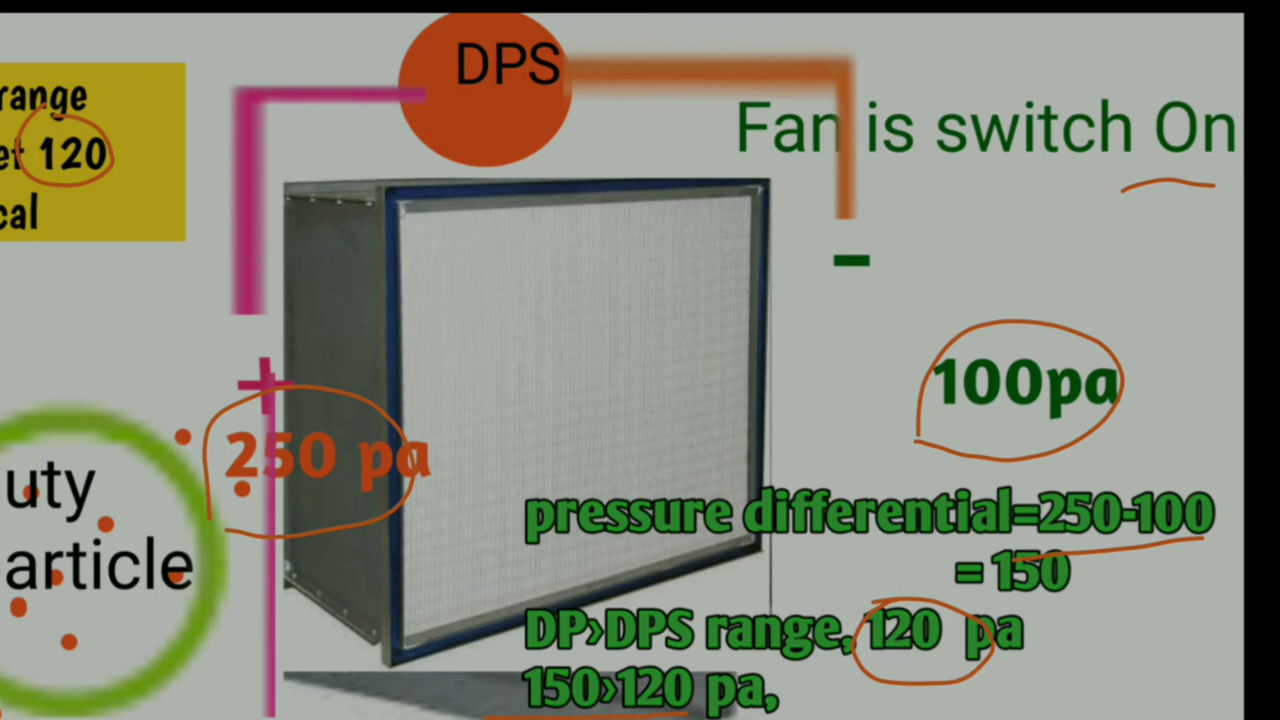 DPS
range
Fan is switch On
et 120
cal
-
+
100pa
250 pa
uty
pressure differential=250-100
article
= 150
DP>DPS range, 120 pa
150>120 pa,